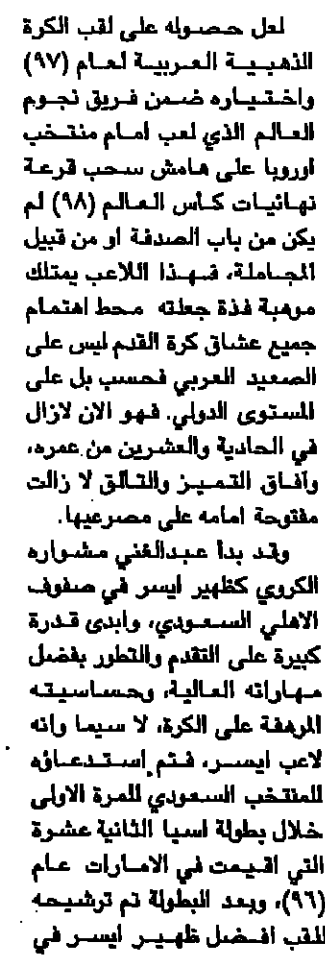 لعل حصوله على لقب الكرة
الذهبية العربية لعام (٩٧)
واختياره ضمن فريق نجوم
العالم الذي لعب امام منتخب
اوروبا على هامش سحب قرعة
نهائيات كاس العالم (٩٨) لم
يكن من باب الصدفة او من قبيل
المجاملة، فهذا اللاعب يمتلك
موهبة فذة جعلته محط اهتمام
جميع عشاق كرة القدم ليس على
الصعيد العربي فحسب بل على
المستوى الدولي. فهو الان لازال
في الحادية والعشرين من عمره،
وآفاق التميز والتالق لا زالت
مفتوحة امامه على مصرعيها.
وقد بدأ عبدالغني مشواره
الكروي كظهير ايسر في صفوف
الاهلي السعودي، وابدى قدرة
كبيرة على التقدم والتطور بفضل
مهاراته العالية، وحساسيته
المرهفة على الكرة، لا سيما وانه
لاعب ايسر، فتم استدعاؤه
للمنتخب السعودي للمرة الاولى
خلال بطولة اسيا الثانية عشرة
التي اقيمت في الامارات عام
(٩٦)، وبعد البطولة تم ترشيحه
للقب افضل ظهير ايسر في